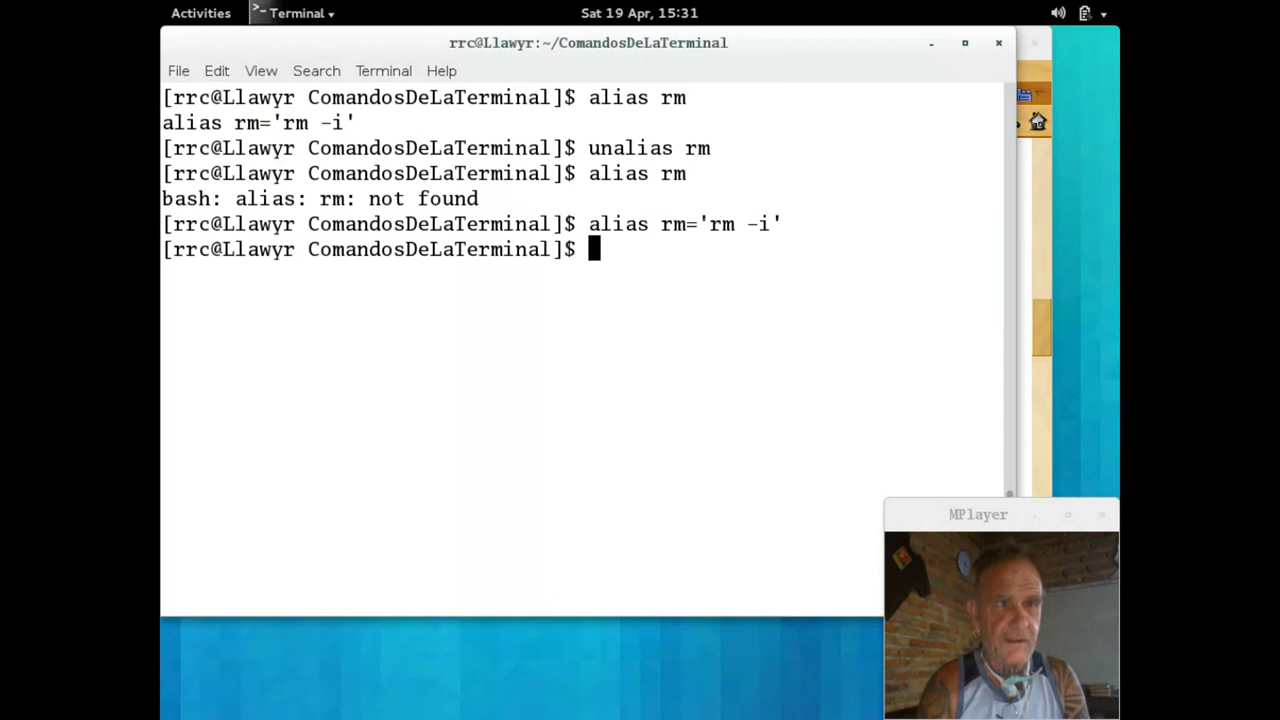 Activities Terminal Sat 19 Apr, 15:31
rrc@Llawyr:~/ComandosDeLaTerminal
File Edit View Search Terminal Help
[rrc@Llawyr ComandosDeLaTerminal]$ alias rm
alias rm='rm -i'
[rrc@Llawyr ComandosDeLaTerminal]$ unalias rm
[rrc@Llawyr ComandosDeLaTerminal]$ alias rm
bash: alias: rm: not found
[rrc@Llawyr ComandosDeLaTerminal]$ alias rm='rm -i'
[rrc@Llawyr ComandosDeLaTerminal]$
MPlayer